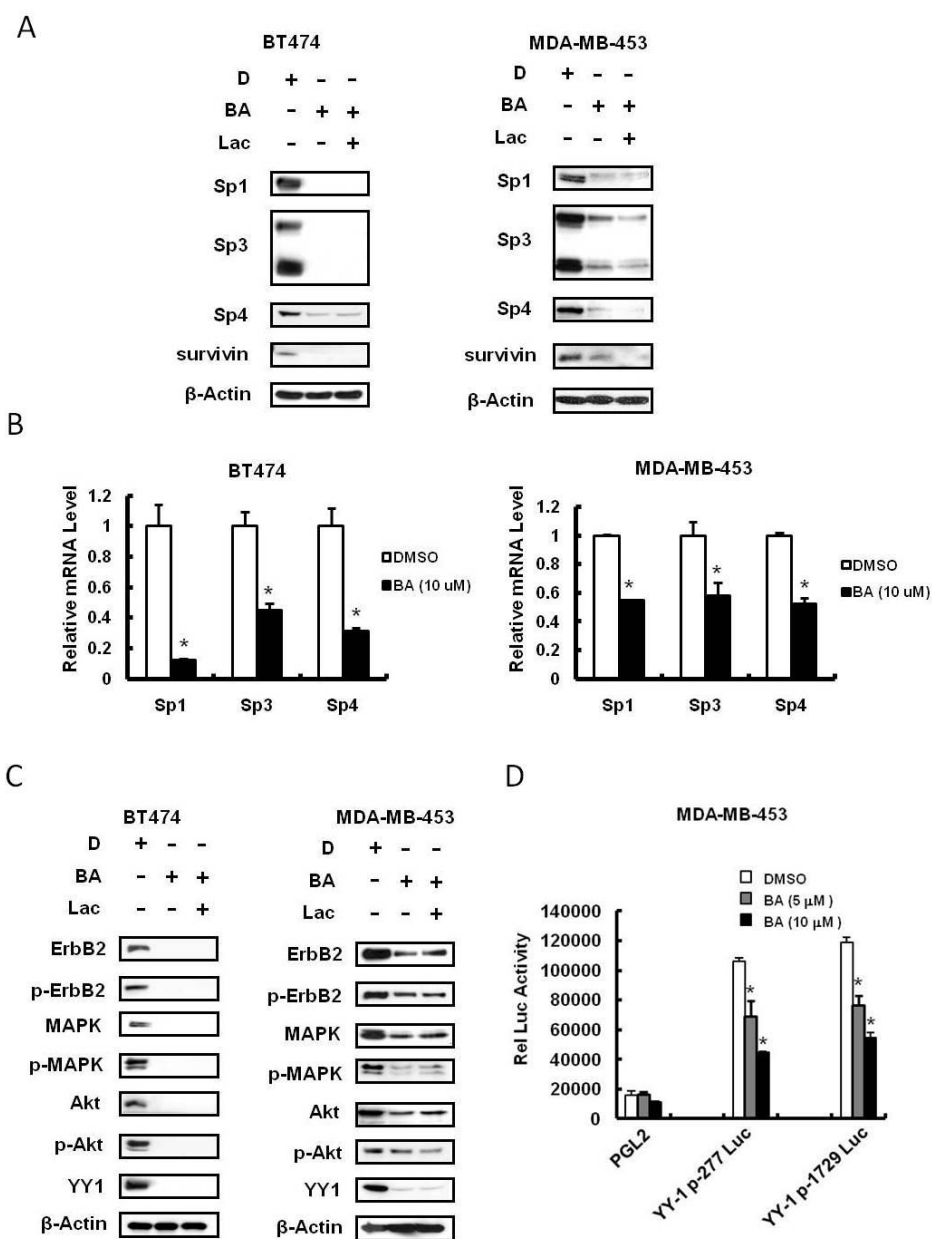 A
BT474
D + – –
BA – + +
Lac – – +
Sp1
Sp3
Sp4
survivin
β-Actin
MDA-MB-453
D + – –
BA – + +
Lac – – +
Sp1
Sp3
Sp4
survivin
β-Actin
B
BT474
Relative mRNA Level
1.2
1
0.8
0.6
0.4
0.2
0
*
*
*
Sp1 Sp3 Sp4
DMSO
BA (10 uM)
MDA-MB-453
Relative mRNA Level
1.2
1
0.8
0.6
0.4
0.2
0
*
*
*
Sp1 Sp3 Sp4
DMSO
BA (10 uM)
C
BT474
D + – –
BA – + +
Lac – – +
ErbB2
p-ErbB2
MAPK
p-MAPK
Akt
p-Akt
YY1
β-Actin
MDA-MB-453
D + – –
BA – + +
Lac – – +
ErbB2
p-ErbB2
MAPK
p-MAPK
Akt
p-Akt
YY1
β-Actin
D
MDA-MB-453
DMSO
BA (5 μM )
BA (10 μM )
Rel Luc Activity
140000
120000
100000
80000
60000
40000
20000
0
*
*
*
*
PGL2
YY-1 p-277 Luc
YY-1 p-1729 Luc